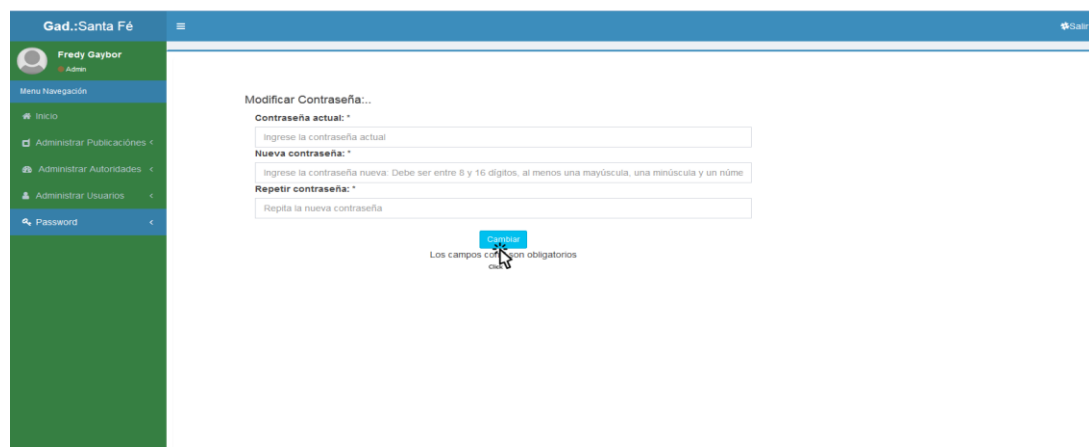 Gad.:Santa Fé
Salir
Fredy Gaybor
Admin
Menu Navegación
Inicio
Administrar Publicaciónes
Administrar Autoridades
Administrar Usuarios
Password
Modificar Contraseña:..
Contraseña actual: *
Ingrese la contraseña actual
Nueva contraseña: *
Ingrese la contraseña nueva: Debe ser entre 8 y 16 dígitos, al menos una mayúscula, una minúscula y un núme
Repetir contraseña: *
Repita la nueva contraseña
Cambiar
Los campos con son obligatorios
Click